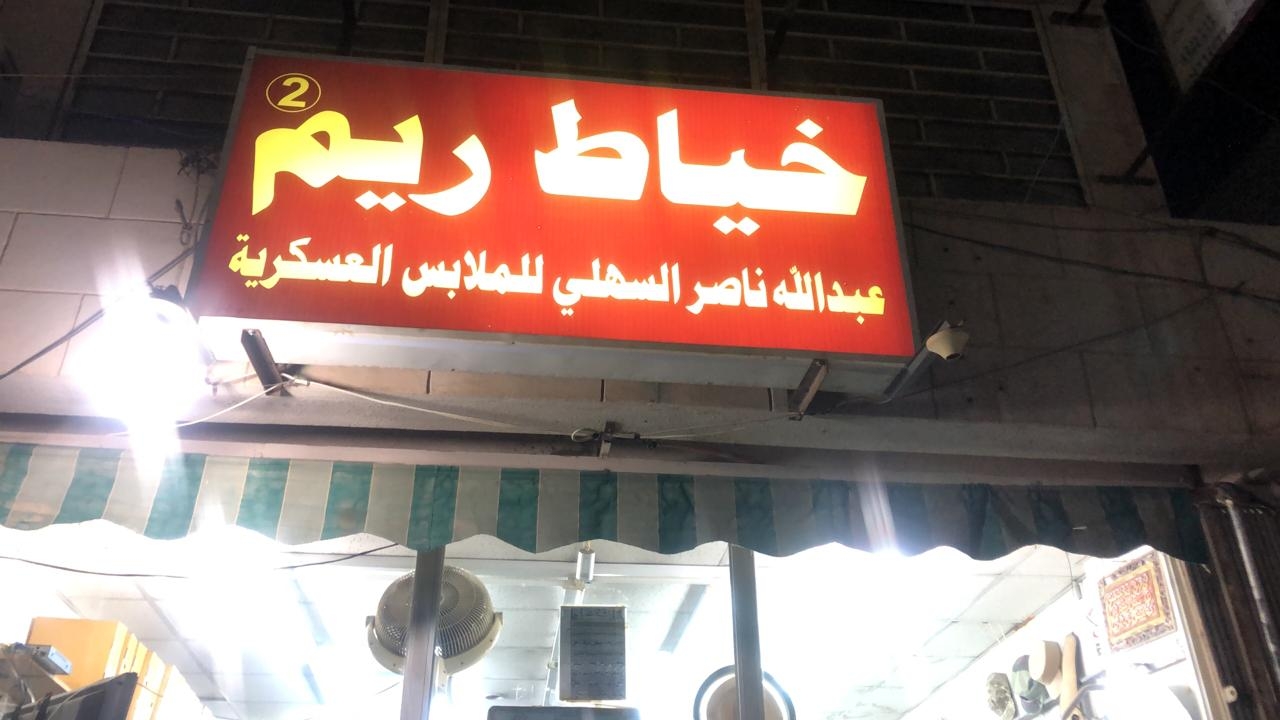 2
خياط ريم
عبدالله ناصر السهلي للملابس العسكرية